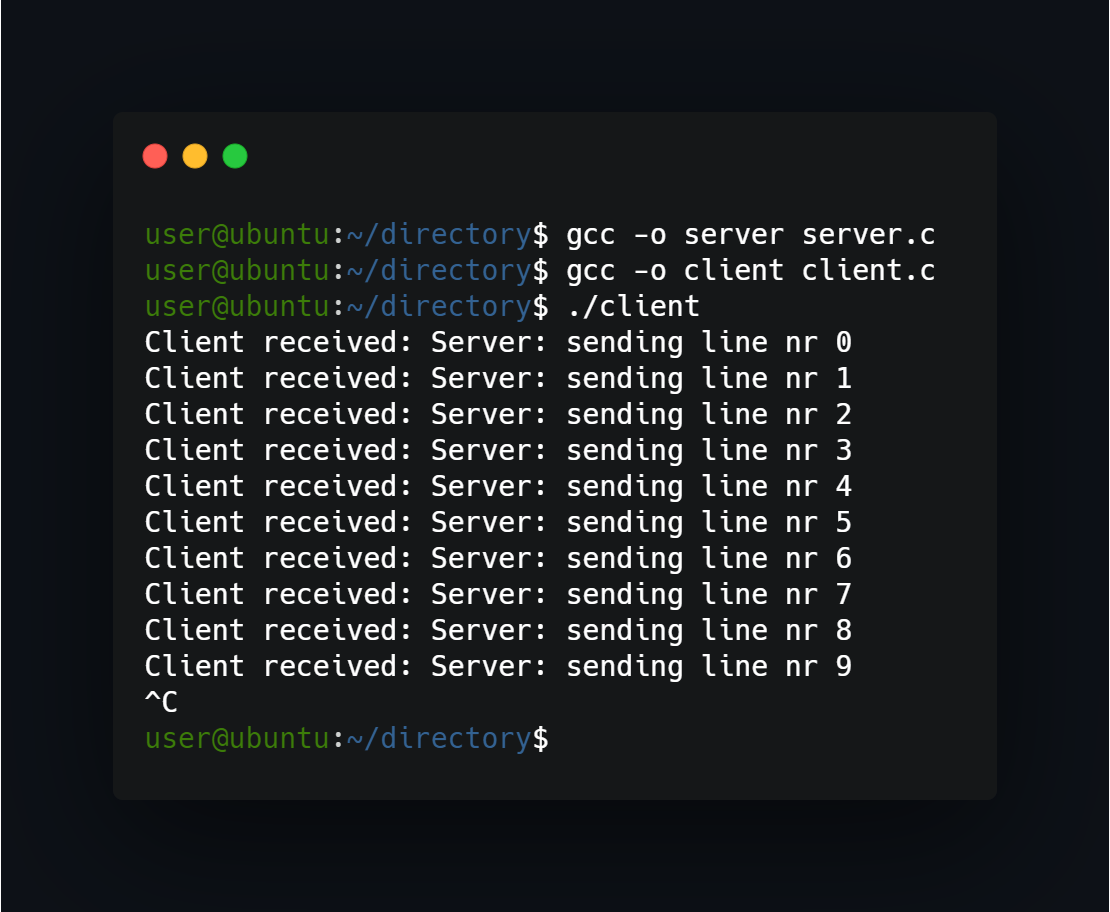 user@ubuntu:~/directory$ gcc -o server server.c
user@ubuntu:~/directory$ gcc -o client client.c
user@ubuntu:~/directory$ ./client
Client received: Server: sending line nr 0
Client received: Server: sending line nr 1
Client received: Server: sending line nr 2
Client received: Server: sending line nr 3
Client received: Server: sending line nr 4
Client received: Server: sending line nr 5
Client received: Server: sending line nr 6
Client received: Server: sending line nr 7
Client received: Server: sending line nr 8
Client received: Server: sending line nr 9
^C
user@ubuntu:~/directory$